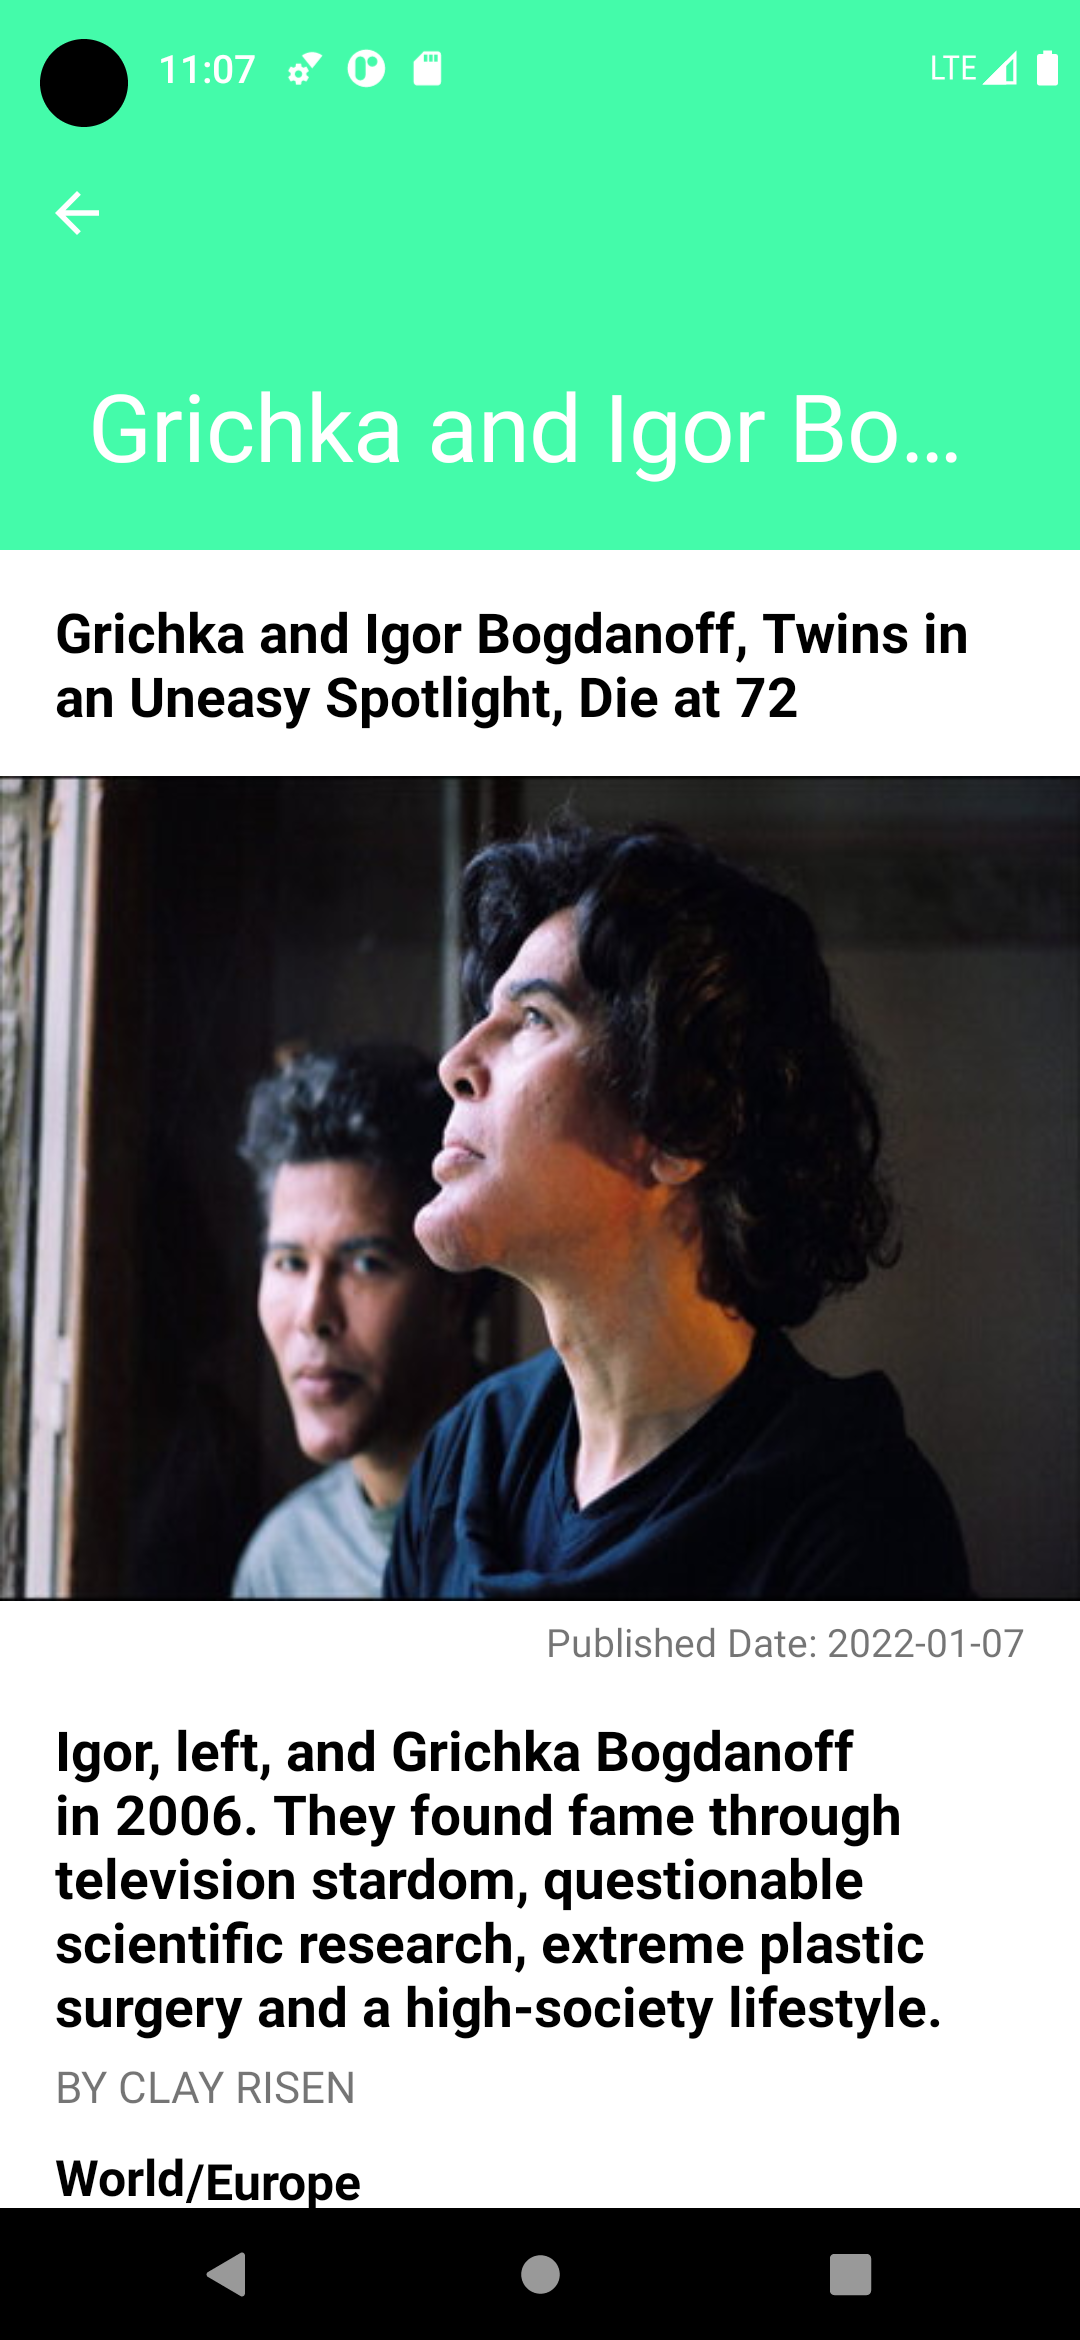 11:07
LTE
Grichka and Igor Bo...
Grichka and Igor Bogdanoff, Twins in
an Uneasy Spotlight, Die at 72
Published Date: 2022-01-07
Igor, left, and Grichka Bogdanoff
in 2006. They found fame through
television stardom, questionable
scientific research, extreme plastic
surgery and a high-society lifestyle.
BY CLAY RISEN
World/Europe